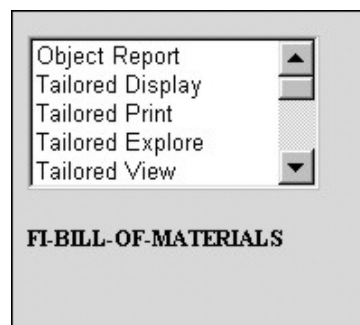 Object Report
Tailored Display
Tailored Print
Tailored Explore
Tailored View
FI-BILL-OF-MATERIALS